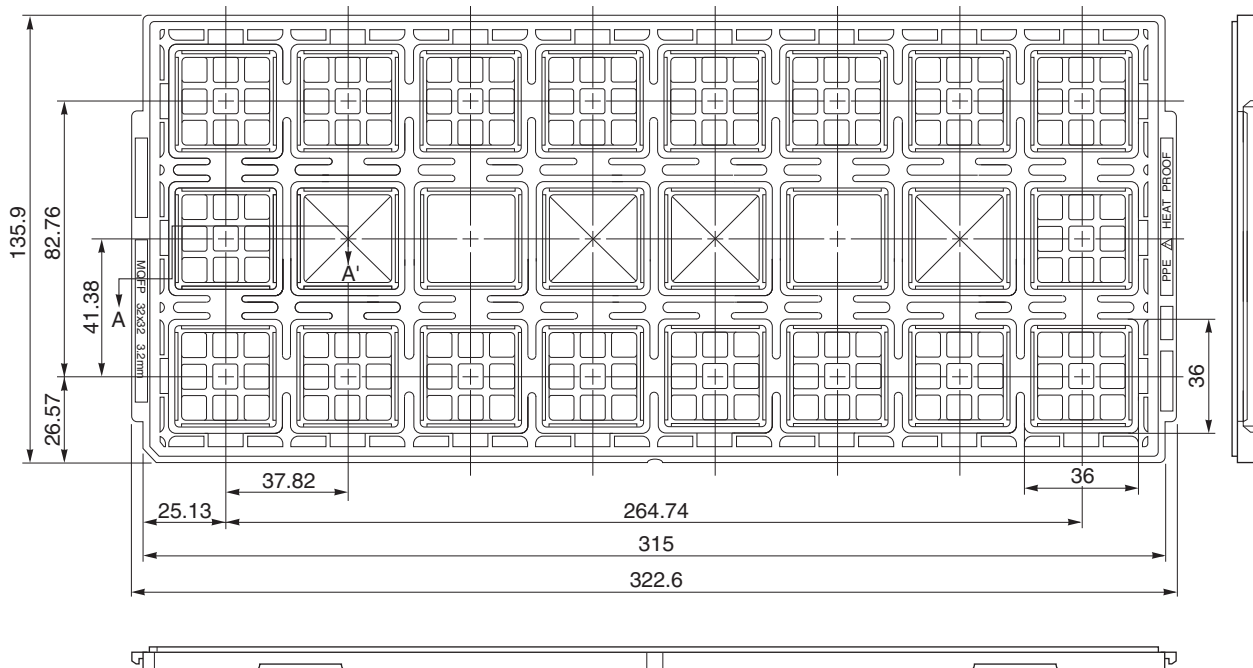 135.9
82.76
41.38
26.57
A
A'
MOFP 32x32 3.2mm
PPE ⚠ HEAT PROOF
36
37.82
36
25.13
264.74
315
322.6